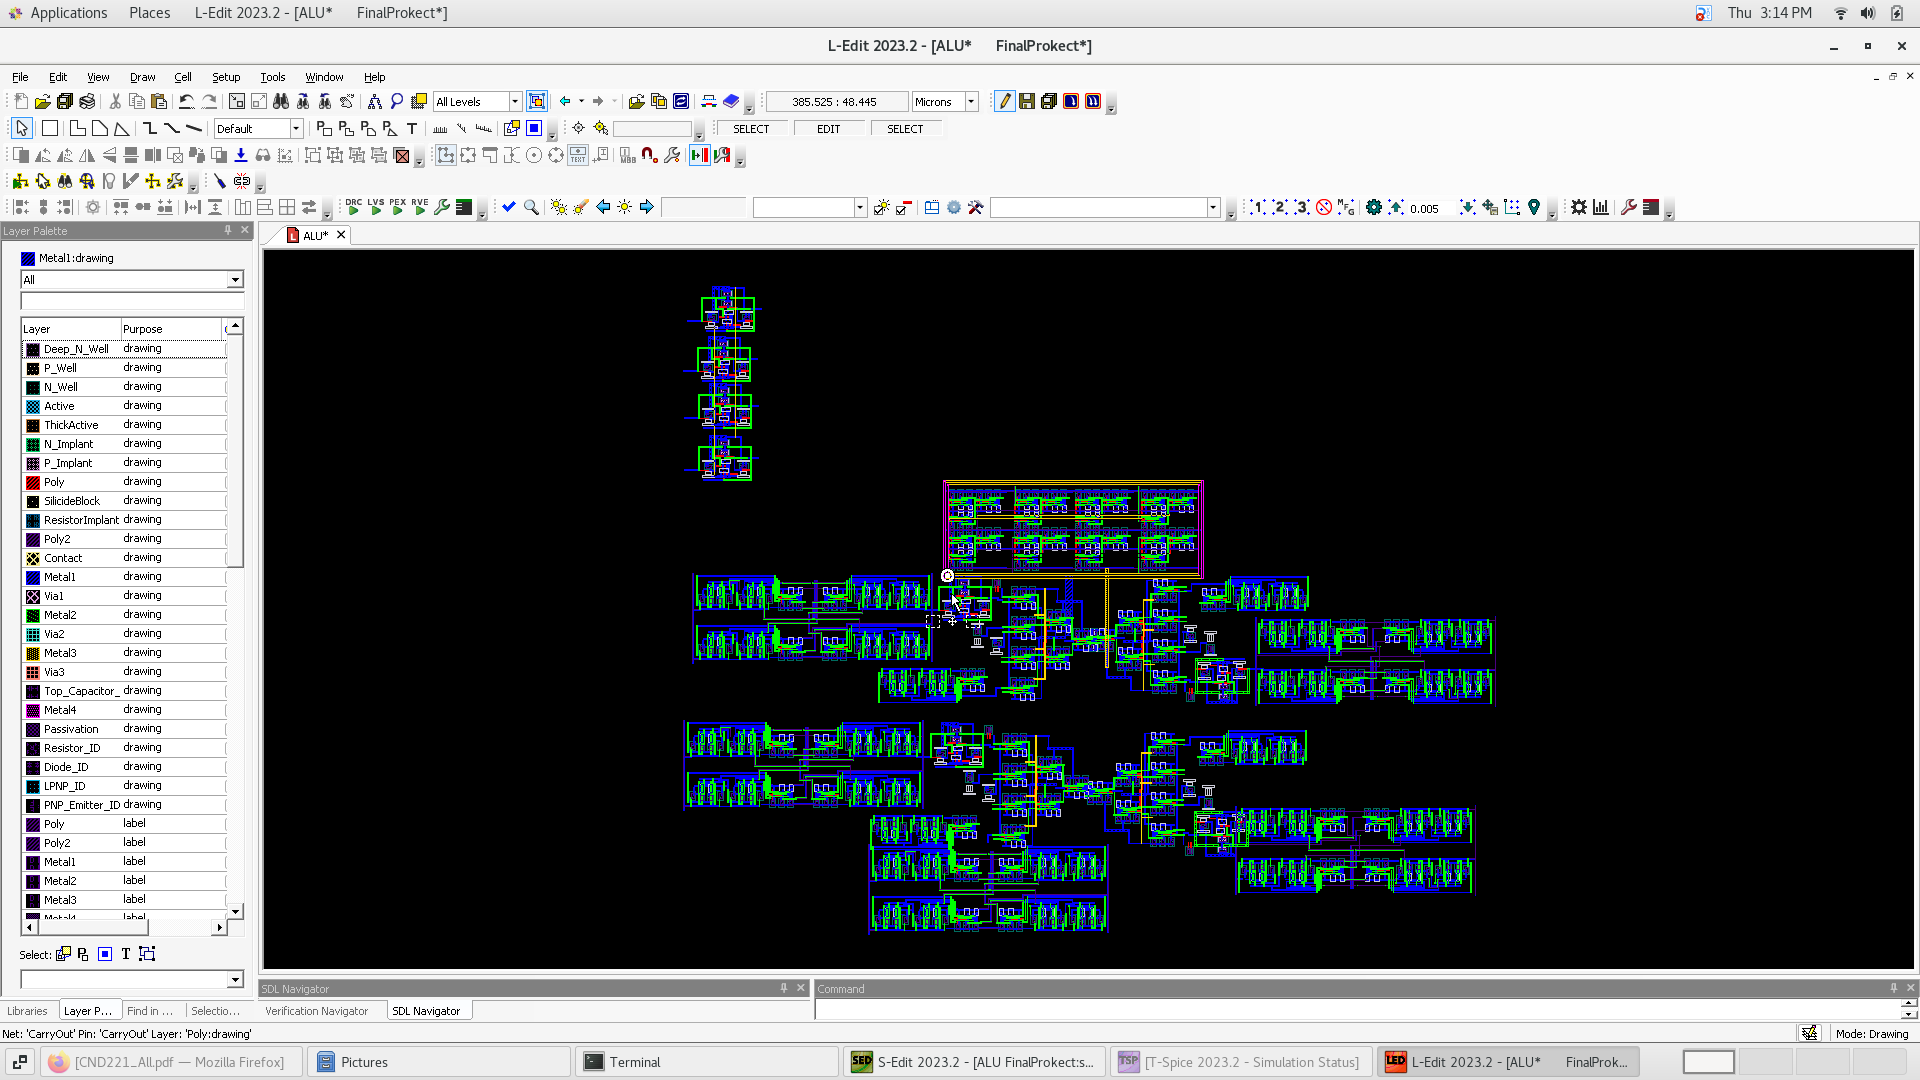 Applications Places L-Edit 2023.2 - [ALU* FinalProkect*] Thu 3:14 PM
L-Edit 2023.2 - [ALU* FinalProkect*]
File Edit View Draw Cell Setup Tools Window Help
All Levels 385.525 : 48.445 Microns
Default SELECT EDIT SELECT
DRC LVS PEX RVE 0.005
Layer Palette
ALU*
Metal1:drawing
All
Layer Purpose
Deep_N_Well drawing
P_Well drawing
N_Well drawing
Active drawing
ThickActive drawing
N_Implant drawing
P_Implant drawing
Poly drawing
SilicideBlock drawing
ResistorImplant drawing
Poly2 drawing
Contact drawing
Metal1 drawing
Via1 drawing
Metal2 drawing
Via2 drawing
Metal3 drawing
Via3 drawing
Top_Capacitor_ drawing
Metal4 drawing
Passivation drawing
Resistor_ID drawing
Diode_ID drawing
LPNP_ID drawing
PNP_Emitter_ID drawing
Poly label
Poly2 label
Metal1 label
Metal2 label
Metal3 label
Metal4 label
Select:
SDL Navigator Command
Libraries Layer P... Find in ... Selectio... Verification Navigator SDL Navigator
Net: 'CarryOut' Pin: 'CarryOut' Layer: 'Poly:drawing' Mode: Drawing
[CND221_All.pdf — Mozilla Firefox] Pictures Terminal S-Edit 2023.2 - [ALU FinalProkect:s... [T-Spice 2023.2 - Simulation Status] L-Edit 2023.2 - [ALU* FinalProk...